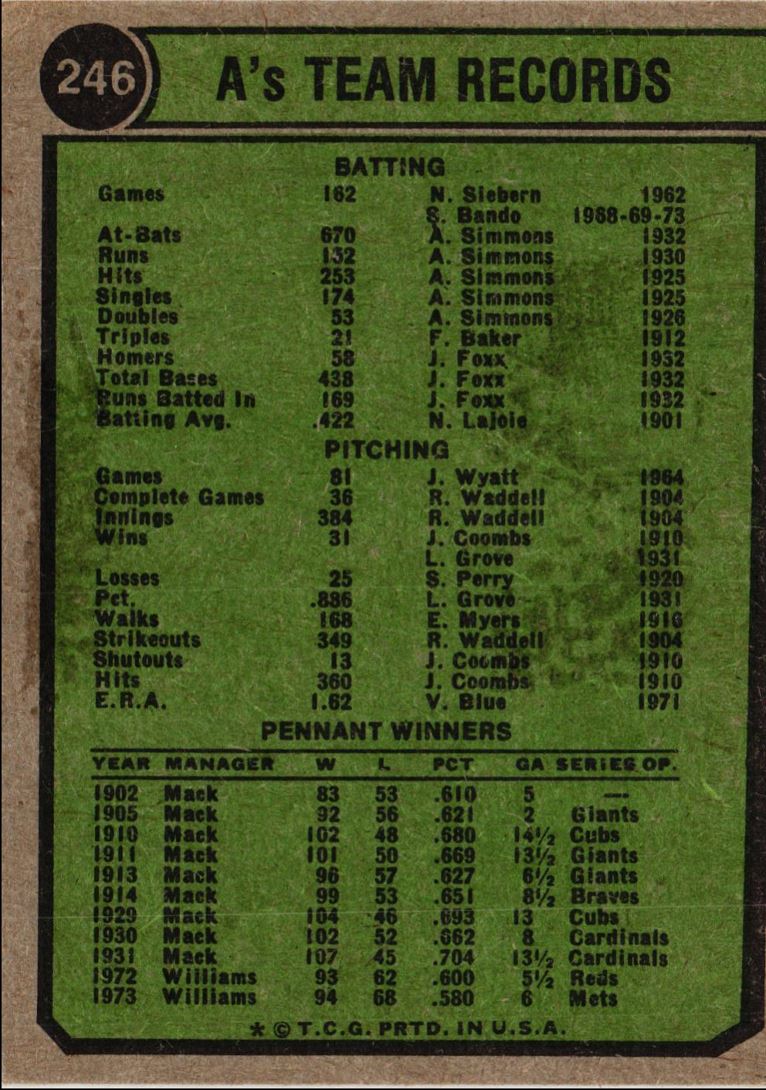 246 A's TEAM RECORDS
BATTING
Games 162 N. Siebern 1962
S. Bando 1968-69-73
At-Bats 670 A. Simmons 1932
Runs 152 A. Simmons 1930
Hits 253 A. Simmons 1925
Singles 174 A. Simmons 1925
Doubles 53 A. Simmons 1926
Triples 21 F. Baker 1912
Homers 58 J. Foxx 1932
Total Bases 438 J. Foxx 1932
Runs Batted In 169 J. Foxx 1932
Batting Avg. .422 N. Lajoie 1901
PITCHING
Games 81 J. Wyatt 1964
Complete Games 36 R. Waddell 1904
Innings 384 R. Waddell 1904
Wins 31 J. Coombs 1910
L. Grove 1931
Losses 25 S. Perry 1920
Pct. .886 L. Grove 1931
Walks 168 E. Myers 1916
Strikeouts 349 R. Waddell 1904
Shutouts 13 J. Coombs 1910
Hits 360 J. Coombs 1910
E.R.A. 1.62 V. Blue 1971
PENNANT WINNERS
YEAR MANAGER W L PCT GA SERIES OP.
1902 Mack 83 53 .610 5 —
1905 Mack 92 56 .621 2 Giants
1910 Mack 102 48 .680 14½ Cubs
1911 Mack 101 50 .669 13½ Giants
1913 Mack 96 57 .627 6½ Giants
1914 Mack 99 53 .651 8½ Braves
1929 Mack 104 46 .693 13 Cubs
1930 Mack 102 52 .662 8 Cardinals
1931 Mack 107 45 .704 13½ Cardinals
1972 Williams 93 62 .600 5½ Reds
1973 Williams 94 68 .580 6 Mets
* © T.C.G. PRTD. IN U.S.A.